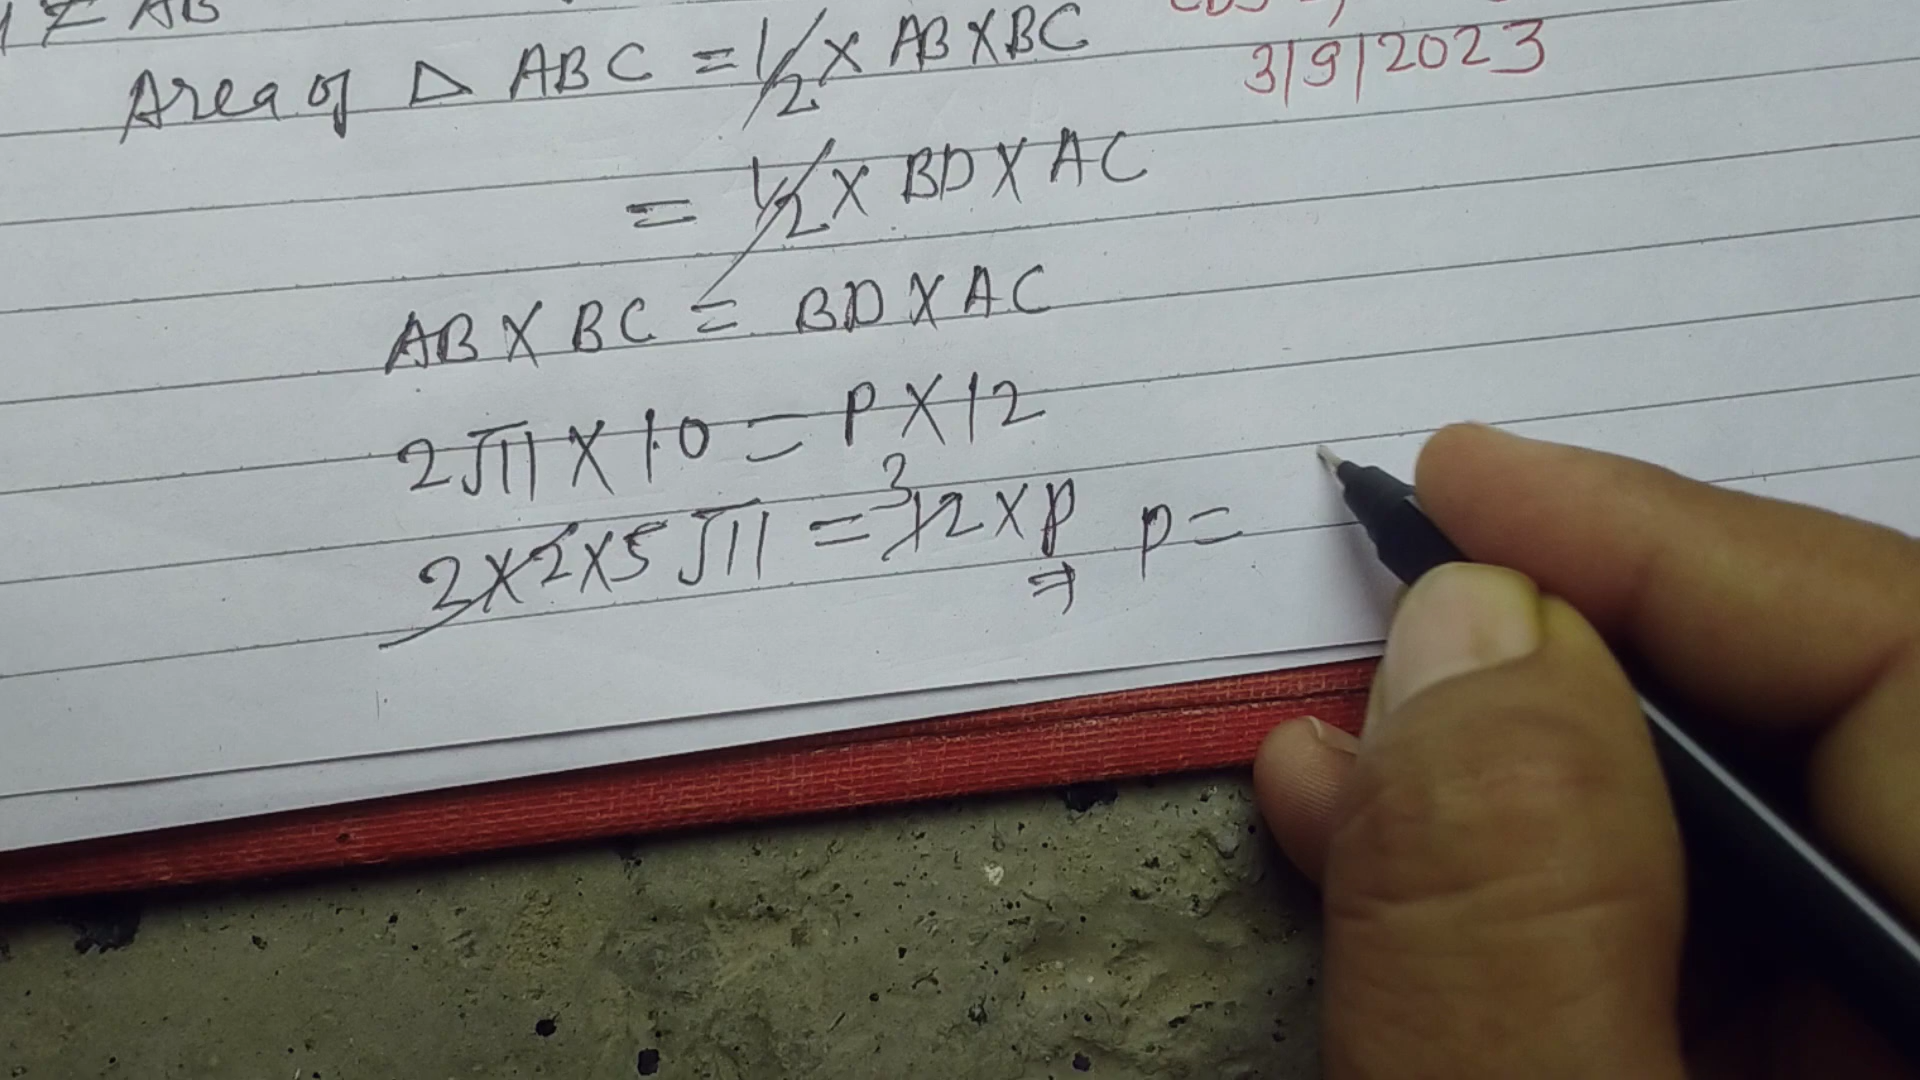 ≠ AB
Area of Δ ABC = 1/2 × AB × BC
3/9/2023
= 1/2 × BD × AC
AB × BC = BD × AC
2√11 × 10 = P × 12
2×2×5√11 = 3 12 × p ⇒ p =